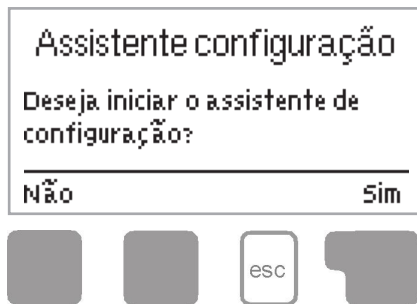 Assistente configuração
Deseja iniciar o assistente de
configuração?
Não Sim
esc